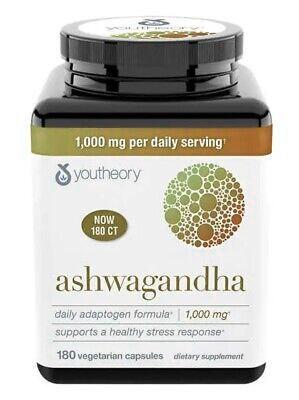 1,000 mg per daily serving†
youtheory
NOW
180 CT
ashwagandha
daily adaptogen formula+ | 1,000 mg+
supports a healthy stress response+
180 vegetarian capsules dietary supplement